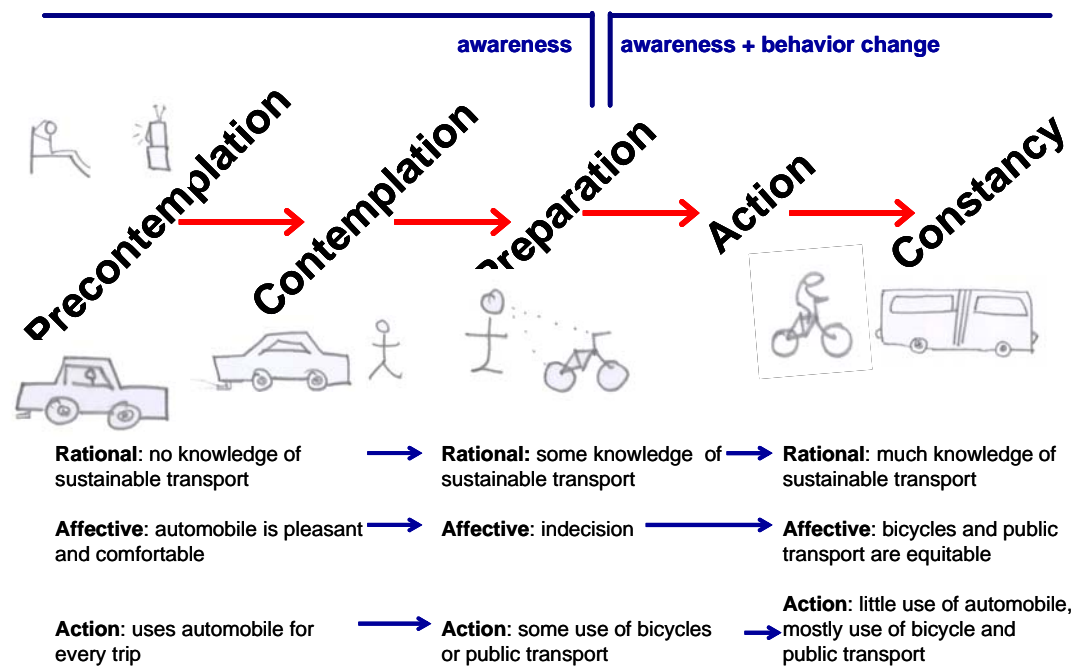 awareness
awareness + behavior change
Precontemplation
Contemplation
Preparation
Action
Constancy
Rational: no knowledge of
sustainable transport
Rational: some knowledge of
sustainable transport
Rational: much knowledge of
sustainable transport
Affective: automobile is pleasant
and comfortable
Affective: indecision
Affective: bicycles and public
transport are equitable
Action: uses automobile for
every trip
Action: some use of bicycles
or public transport
Action: little use of automobile,
mostly use of bicycle and
public transport